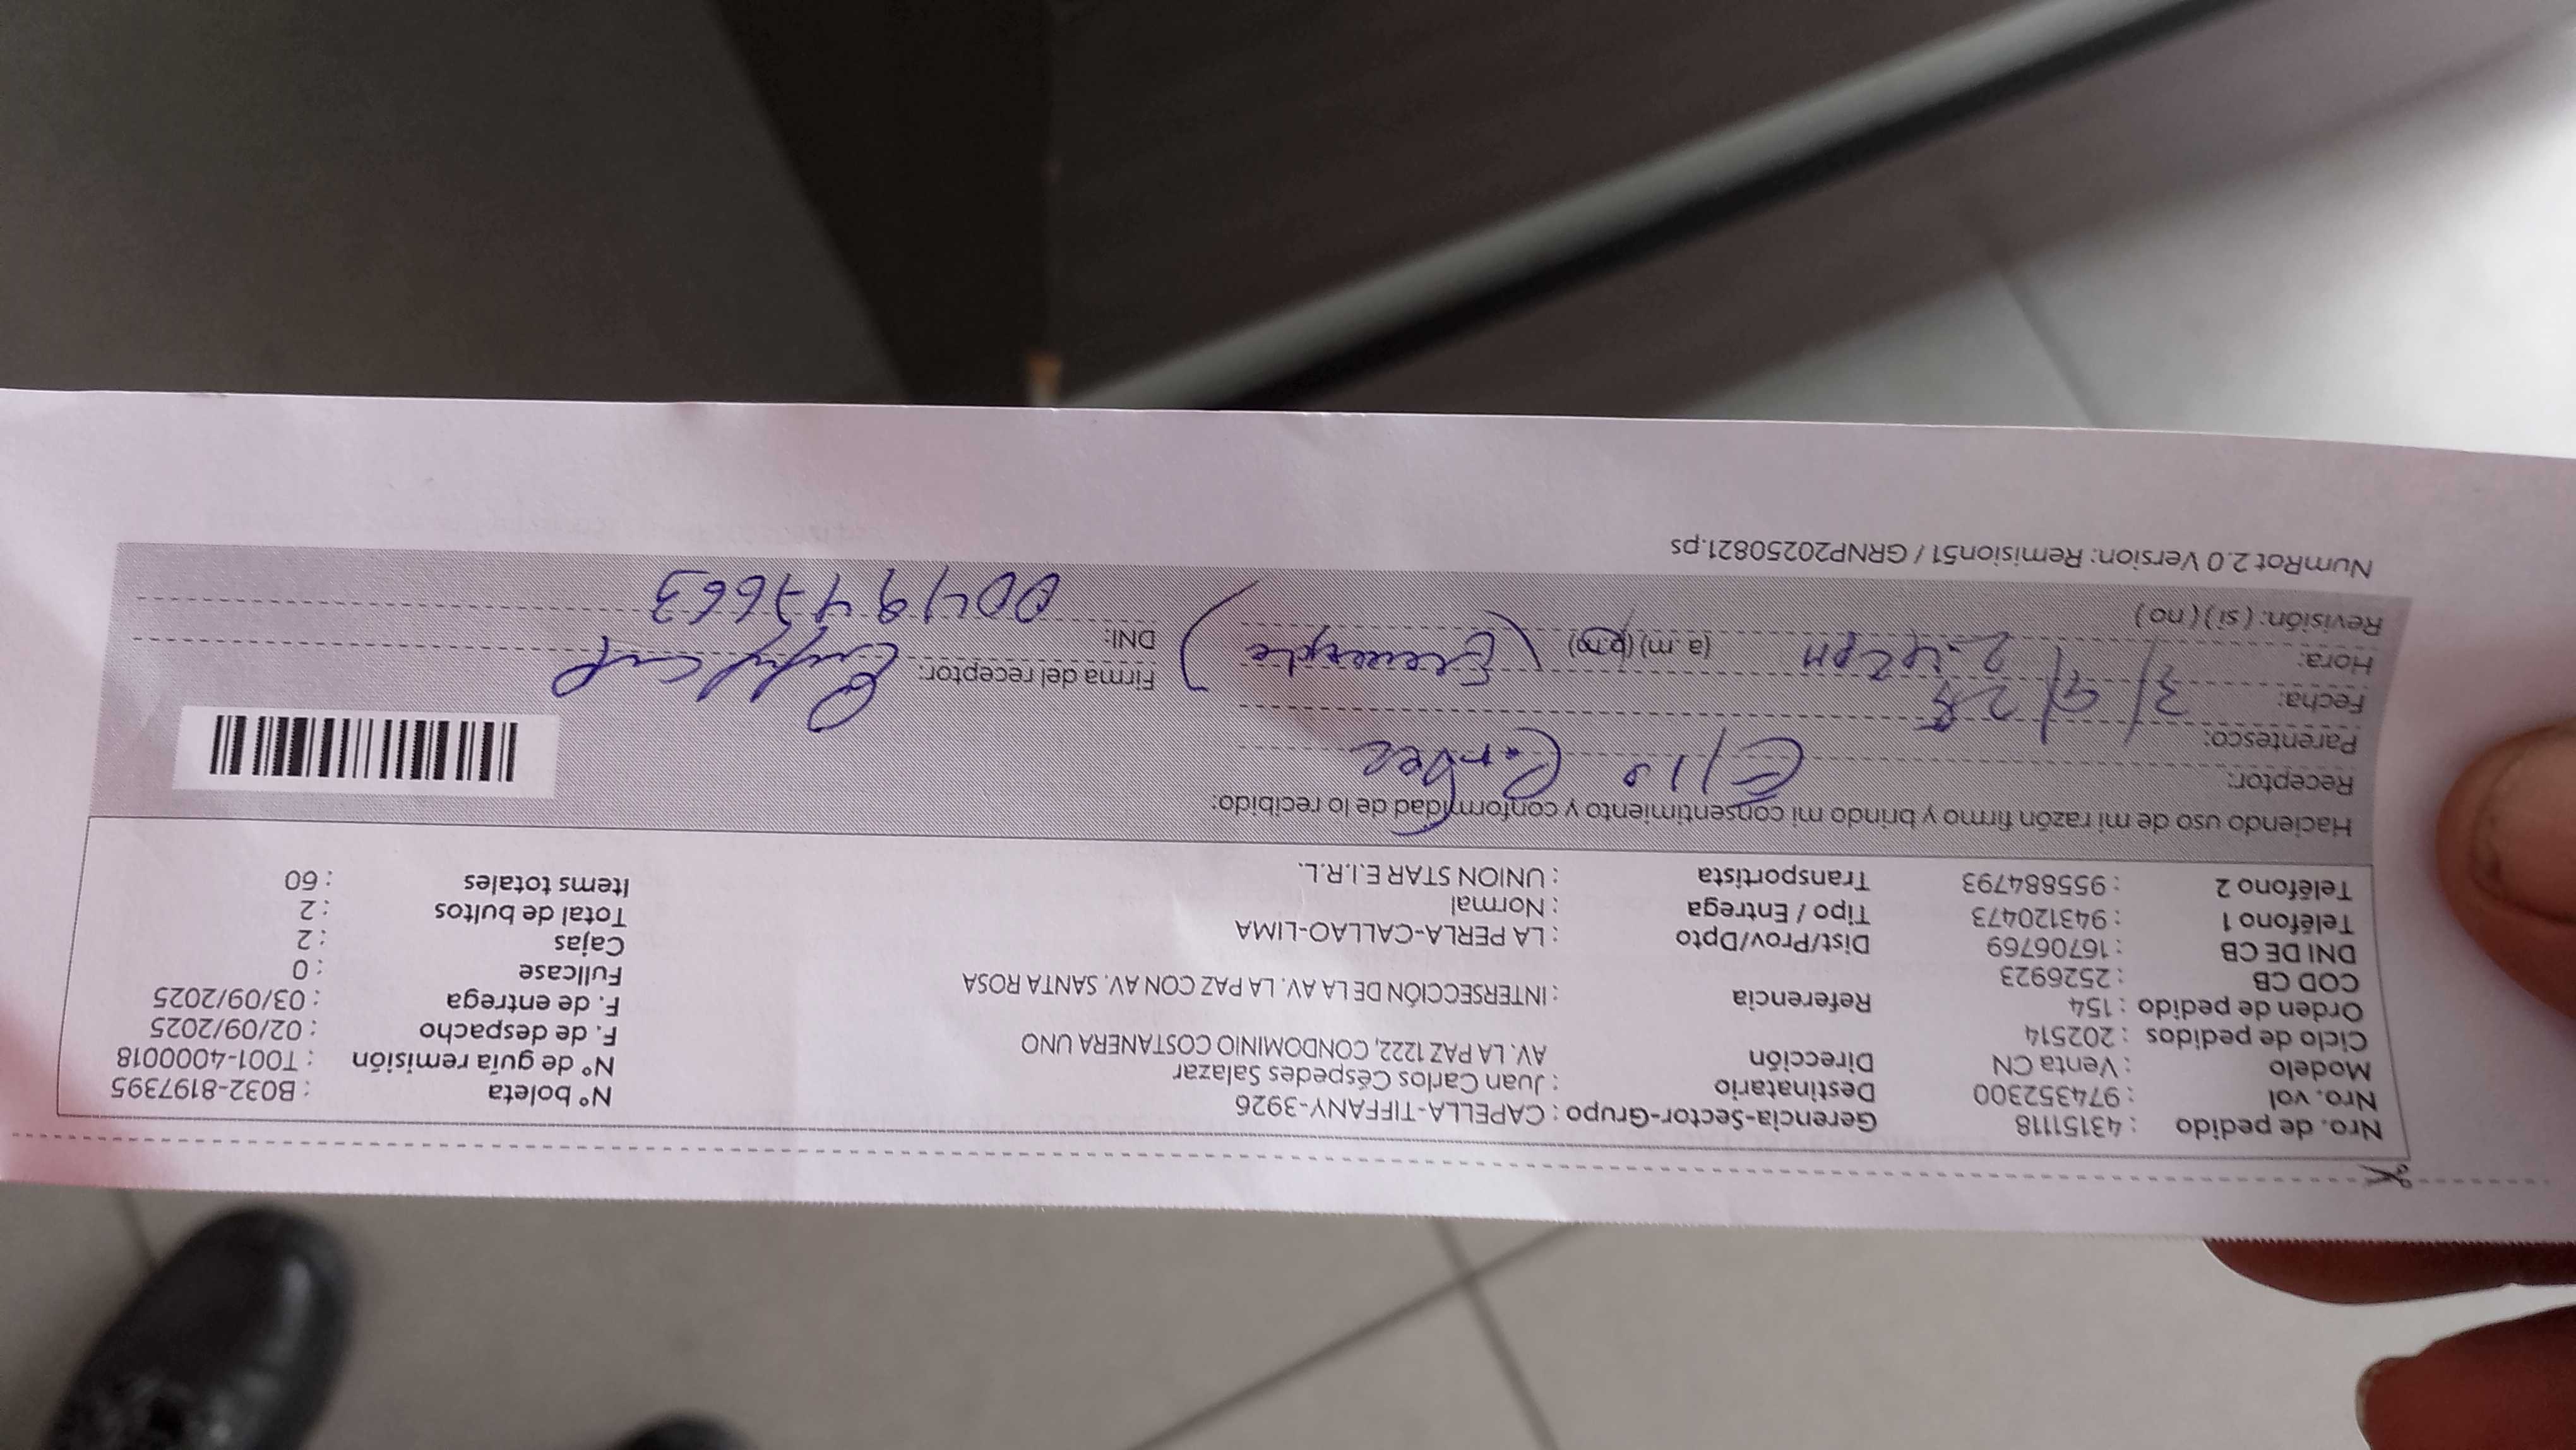 Nro. de pedido : 43151118 Gerencia-Sector-Grupo : CAPELLA-TIFFANY-3926 N° boleta : B032-8197395
Nro. vol : 974352300 Destinatario : Juan Carlos Céspedes Salazar N° de guía remisión : T001-4000018
Modelo : Venta CN Dirección AV. LA PAZ 1222, CONDOMINIO COSTANERA UNO F. de despacho : 02/09/2025
Ciclo de pedidos : 202514 F. de entrega : 03/09/2025
Orden de pedido : 154 Referencia : INTERSECCIÓN DE LA AV. LA PAZ CON AV. SANTA ROSA Fullcase : 0
COD CB : 2526923 Cajas : 2
DNI DE CB : 16706769 Dist/Prov/Dpto : LA PERLA-CALLAO-LIMA Total de bultos : 2
Teléfono 1 : 943120473 Tipo / Entrega : Normal Items totales : 60
Teléfono 2 : 955884793 Transportista : UNION STAR E.I.R.L.
Haciendo uso de mi razón firmo y brindo mi consentimiento y conformidad de lo recibido:
Receptor:
Parentesco:
Fecha: 3/9/25 Firma del receptor:
Hora: 2:42 pm (a.m) (p.m) DNI: 004947663
Revisión: (si) (no)
NumRot 2.0 Version: Remision51 / GRNP20250821.ps